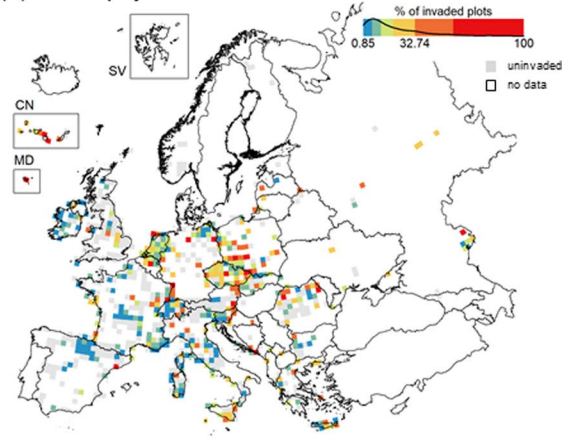 % of invaded plots
0.85 32.74 100
uninvaded
no data
SV
CN
MD